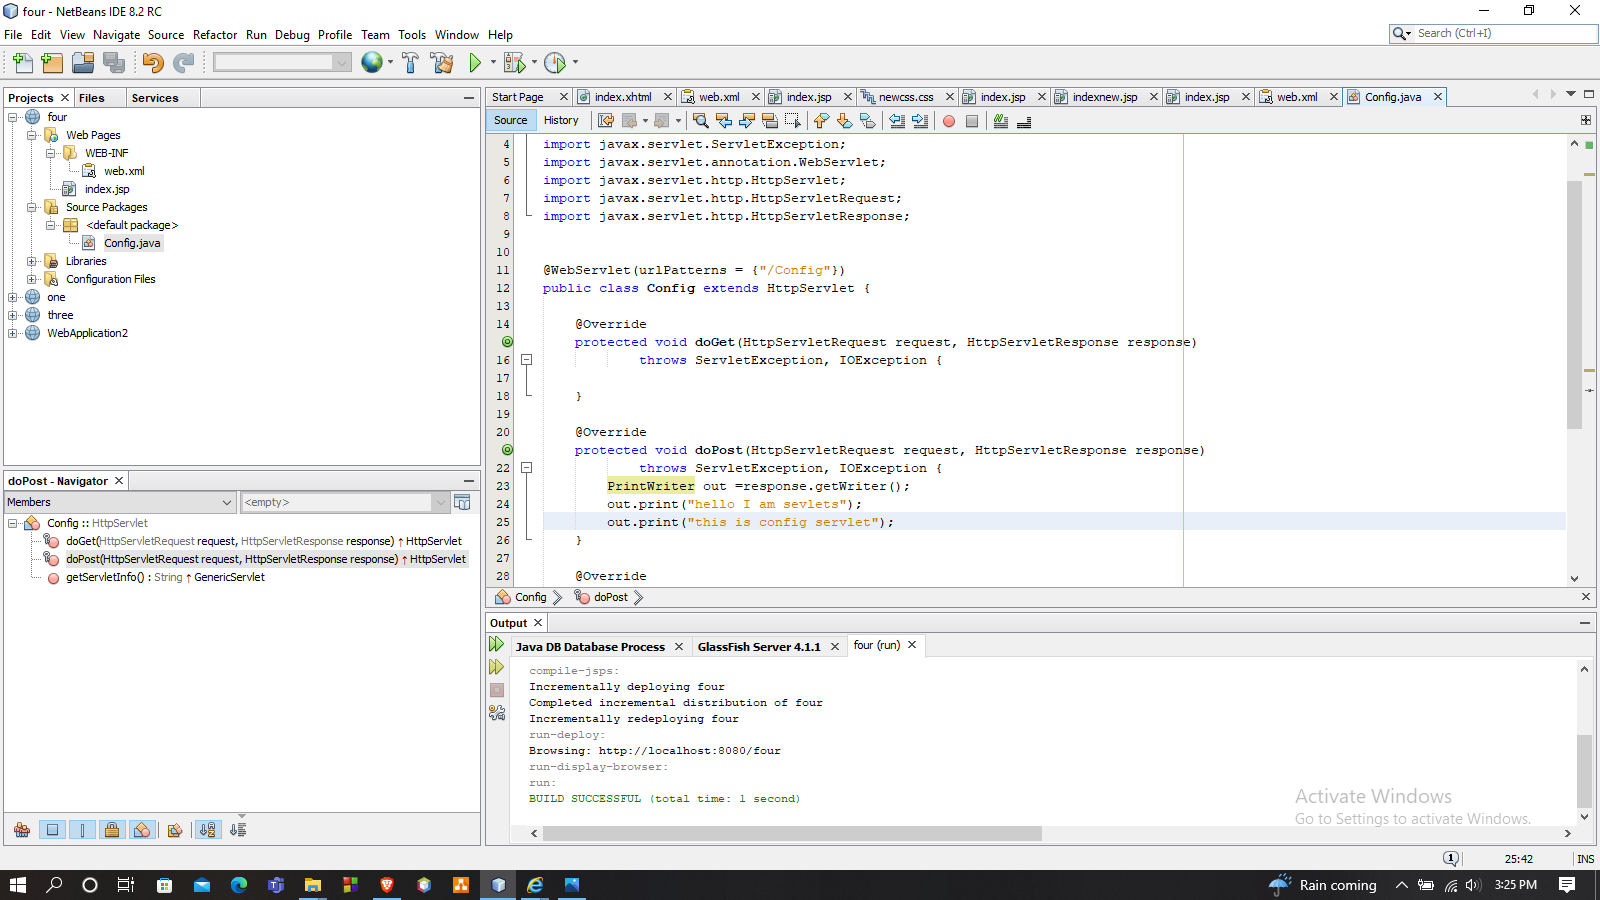 four - NetBeans IDE 8.2 RC
File Edit View Navigate Source Refactor Run Debug Profile Team Tools Window Help
Search (Ctrl+I)
Projects Files Services
four
Web Pages
WEB-INF
web.xml
index.jsp
Source Packages
<default package>
Config.java
Libraries
Configuration Files
one
three
WebApplication2
doPost - Navigator
Members
<empty>
Config :: HttpServlet
doGet(HttpServletRequest request, HttpServletResponse response) ↑ HttpServlet
doPost(HttpServletRequest request, HttpServletResponse response) ↑ HttpServlet
getServletInfo() : String ↑ GenericServlet
Start Page index.xhtml web.xml index.jsp newcss.css index.jsp indexnew.jsp index.jsp web.xml Config.java
Source History
4 import javax.servlet.ServletException;
5 import javax.servlet.annotation.WebServlet;
6 import javax.servlet.http.HttpServlet;
7 import javax.servlet.http.HttpServletRequest;
8 import javax.servlet.http.HttpServletResponse;
9
10
11 @WebServlet(urlPatterns = {"/Config"})
12 public class Config extends HttpServlet {
13
14 @Override
protected void doGet(HttpServletRequest request, HttpServletResponse response)
16 throws ServletException, IOException {
17
18 }
19
20 @Override
protected void doPost(HttpServletRequest request, HttpServletResponse response)
22 throws ServletException, IOException {
23 PrintWriter out =response.getWriter();
24 out.print("hello I am sevlets");
25 out.print("this is config servlet");
26 }
27
28 @Override
Config doPost
Output
Java DB Database Process GlassFish Server 4.1.1 four (run)
compile-jsps:
Incrementally deploying four
Completed incremental distribution of four
Incrementally redeploying four
run-deploy:
Browsing: http://localhost:8080/four
run-display-browser:
run:
BUILD SUCCESSFUL (total time: 1 second)
Activate Windows
Go to Settings to activate Windows.
1 25:42 INS
Rain coming 3:25 PM